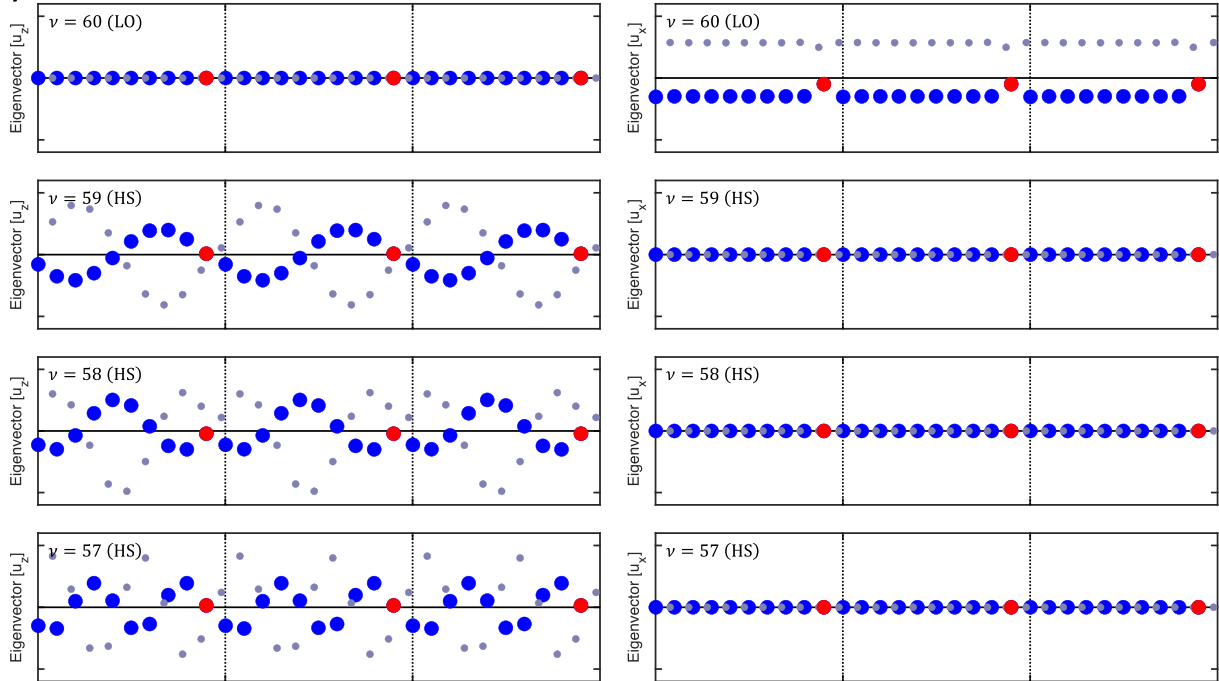 ν = 60 (LO)
Eigenvector [u_z]
ν = 60 (LO)
Eigenvector [u_x]
ν = 59 (HS)
Eigenvector [u_z]
ν = 59 (HS)
Eigenvector [u_x]
ν = 58 (HS)
Eigenvector [u_z]
ν = 58 (HS)
Eigenvector [u_x]
ν = 57 (HS)
Eigenvector [u_z]
ν = 57 (HS)
Eigenvector [u_x]